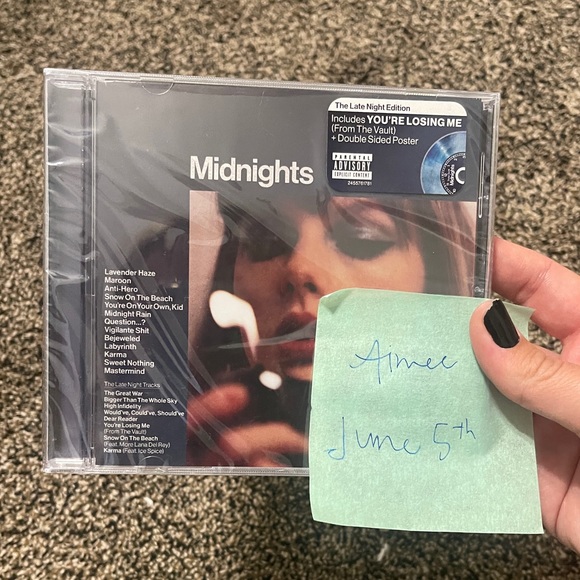 The Late Night Edition
Includes YOU'RE LOSING ME
(From The Vault)
+ Double Sided Poster
PARENTAL
ADVISORY
EXPLICIT CONTENT
2455761781
Midnights
Midnights
Lavender Haze
Maroon
Anti-Hero
Snow On The Beach
You're On Your Own, Kid
Midnight Rain
Question...?
Vigilante Shit
Bejeweled
Labyrinth
Karma
Sweet Nothing
Mastermind
The Late Night Tracks
The Great War
Bigger Than The Whole Sky
High Infidelity
Would've, Could've, Should've
Dear Reader
You're Losing Me
(From The Vault)
Snow On The Beach
(Feat. More Lana Del Rey)
Karma (Feat. Ice Spice)
Aimee
June 5th